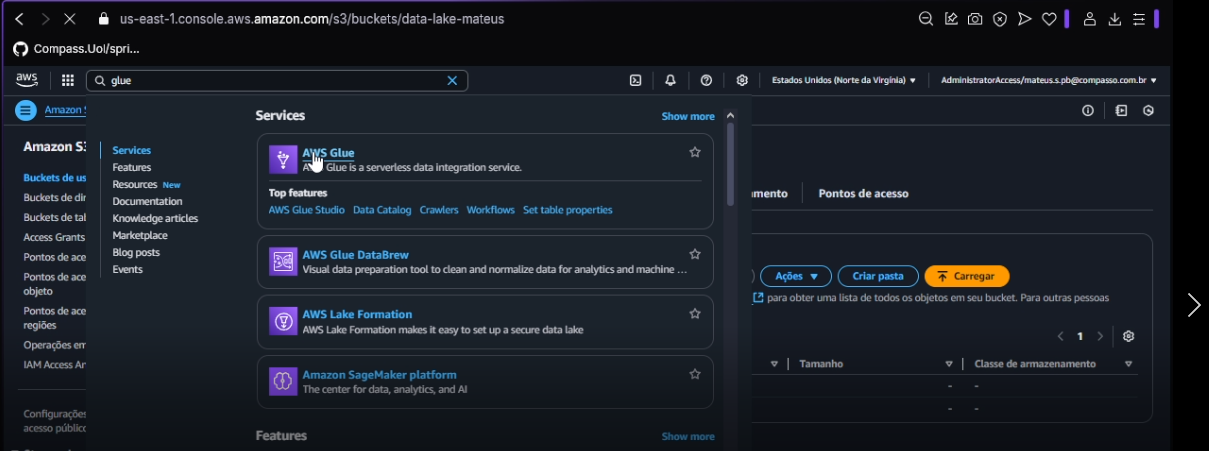 us-east-1.console.aws.amazon.com/s3/buckets/data-lake-mateus
Compass.Uol/spri...
aws
glue
Estados Unidos (Norte da Virgínia)
AdministratorAccess/mateus.s.pb@compasso.com.br
Amazon
Services
Show more
Amazon S3
Buckets de us
Buckets de dir
Buckets de tal
Access Grants
Pontos de ace
Pontos de ace
objeto
Pontos de ace
regiões
Operações em
IAM Access Ar
Configurações
acesso público
Services
Features
Resources New
Documentation
Knowledge articles
Marketplace
Blog posts
Events
AWS Glue
Glue is a serverless data integration service.
Top features
AWS Glue Studio Data Catalog Crawlers Workflows Set table properties
AWS Glue DataBrew
Visual data preparation tool to clean and normalize data for analytics and machine ...
AWS Lake Formation
AWS Lake Formation makes it easy to set up a secure data lake
Amazon SageMaker platform
The center for data, analytics, and AI
Features
Show more
mento
Pontos de acesso
Ações
Criar pasta
Carregar
para obter uma lista de todos os objetos em seu bucket. Para outras pessoas
1
Tamanho
Classe de armazenamento
- -
- -